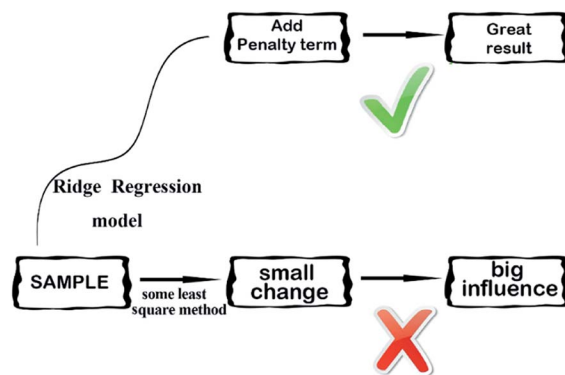 Add
Penalty term
Great
result
Ridge Regression
model
SAMPLE
some least
square method
small
change
big
influence